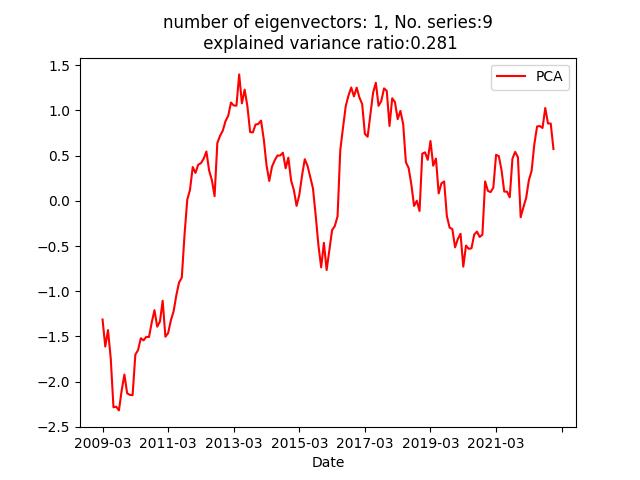 number of eigenvectors: 1, No. series:9
explained variance ratio:0.281
PCA
1.5
1.0
0.5
0.0
−0.5
−1.0
−1.5
−2.0
−2.5
2009-03 2011-03 2013-03 2015-03 2017-03 2019-03 2021-03
Date